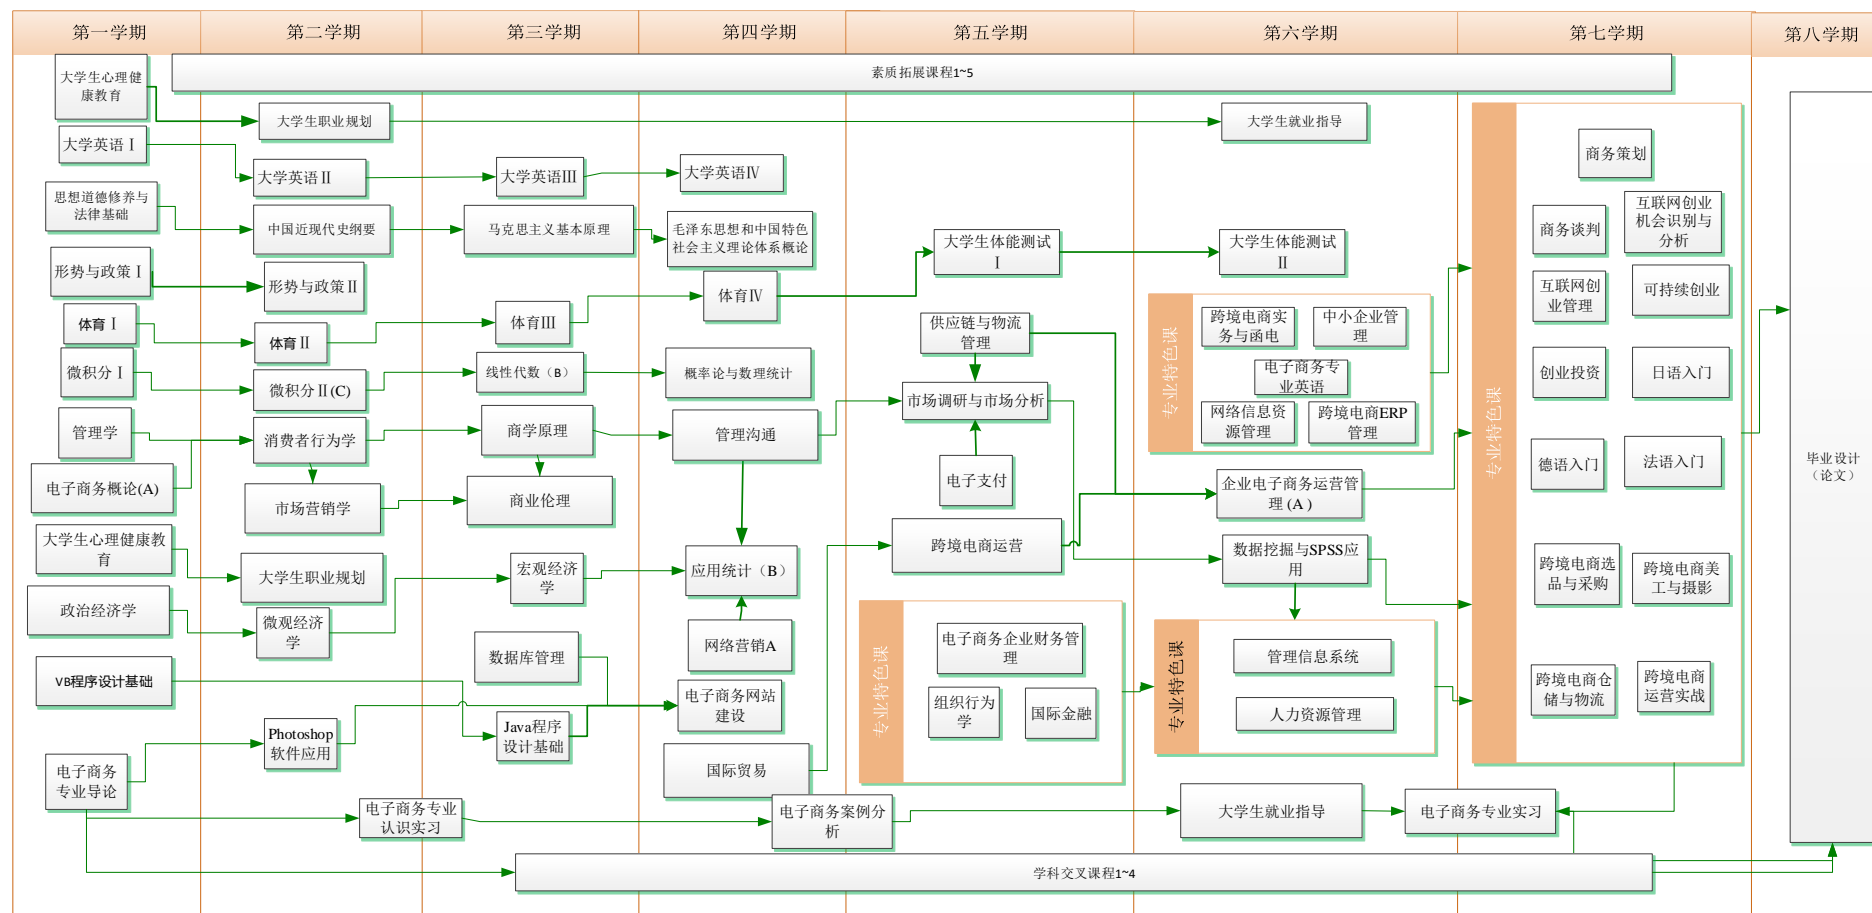 第一学期
第二学期
第三学期
第四学期
第五学期
第六学期
第七学期
第八学期
素质拓展课程1~5
大学生心理健
康教育
大学英语Ⅰ
思想道德修养与
法律基础
形势与政策Ⅰ
体育Ⅰ
微积分Ⅰ
管理学
电子商务概论(A)
大学生心理健康教
育
政治经济学
VB程序设计基础
电子商务
专业导论
大学生职业规划
大学英语Ⅱ
中国近现代史纲要
形势与政策Ⅱ
体育Ⅱ
微积分Ⅱ(C)
消费者行为学
市场营销学
大学生职业规划
微观经济
学
Photoshop
软件应用
电子商务专业
认识实习
大学英语Ⅲ
马克思主义基本原理
体育Ⅲ
线性代数（B）
商学原理
商业伦理
宏观经济
学
数据库管理
Java程序
设计基础
大学英语Ⅳ
毛泽东思想和中国特色
社会主义理论体系概论
体育Ⅳ
概率论与数理统计
管理沟通
应用统计（B）
网络营销A
电子商务网站
建设
国际贸易
电子商务案例分
析
大学生体能测试
Ⅰ
供应链与物流
管理
市场调研与市场分析
电子支付
跨境电商运营
专业特色课
电子商务企业财务管
理
组织行为
学
国际金融
大学生就业指导
大学生体能测试
Ⅱ
专业特色课
跨境电商实
务与函电
中小企业管
理
电子商务专
业英语
网络信息资
源管理
跨境电商ERP
管理
企业电子商务运营管
理(A)
数据挖掘与SPSS应
用
专业特色课
管理信息系统
人力资源管理
大学生就业指导
专业特色课
商务策划
商务谈判
互联网创业
机会识别与
分析
互联网创
业管理
可持续创业
创业投资
日语入门
德语入门
法语入门
跨境电商选
品与采购
跨境电商美
工与摄影
跨境电商仓
储与物流
跨境电商
运营实战
电子商务专业实习
学科交叉课程1~4
毕业设计
（论文）